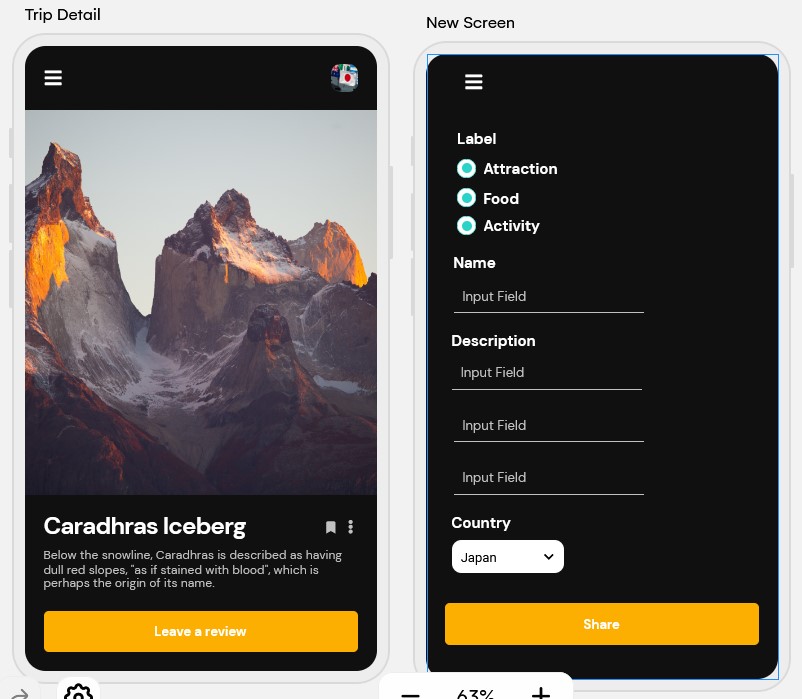 Trip Detail
Caradhras Iceberg
Below the snowline, Caradhras is described as having
dull red slopes, "as if stained with blood", which is
perhaps the origin of its name.
Leave a review
New Screen
Label
Attraction
Food
Activity
Name
Input Field
Description
Input Field
Input Field
Input Field
Country
Japan
Share
63%